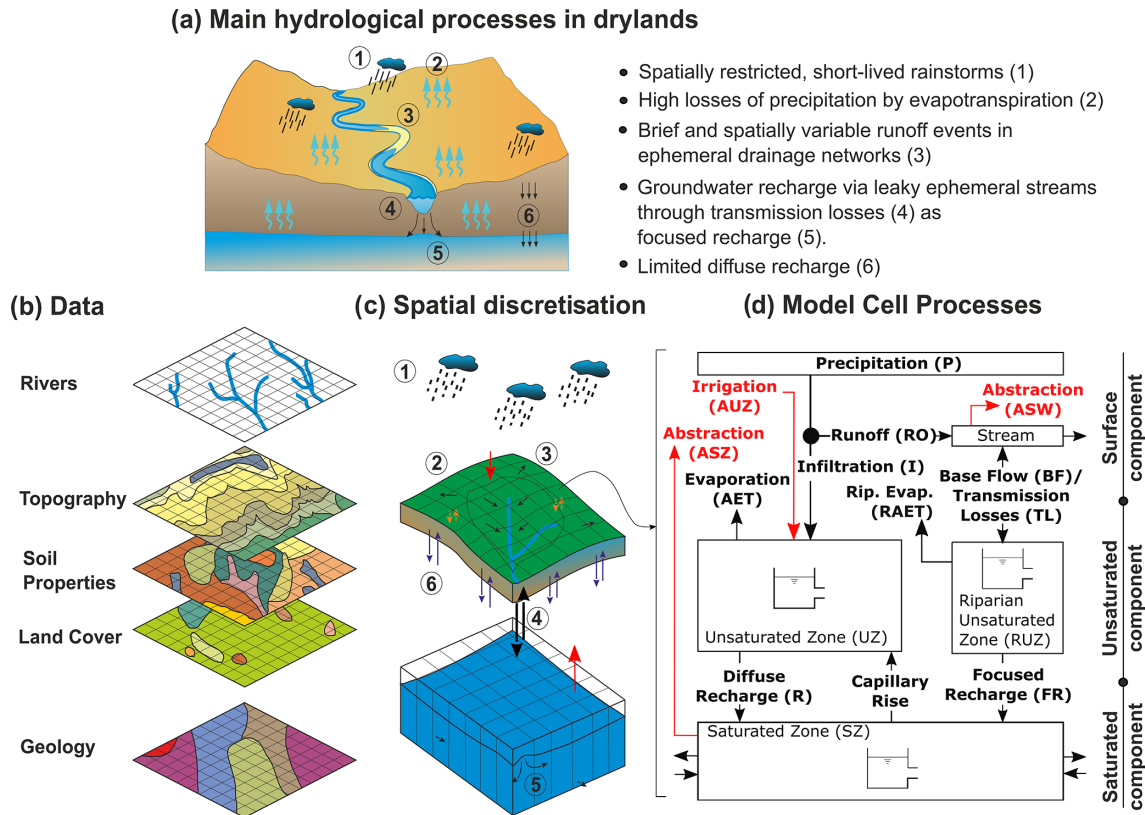 (a) Main hydrological processes in drylands
1
2
3
4
5
6
• Spatially restricted, short-lived rainstorms (1)
• High losses of precipitation by evapotranspiration (2)
• Brief and spatially variable runoff events in
ephemeral drainage networks (3)
• Groundwater recharge via leaky ephemeral streams
through transmission losses (4) as
focused recharge (5).
• Limited diffuse recharge (6)
(b) Data
Rivers
Topography
Soil
Properties
Land Cover
Geology
(c) Spatial discretisation
1
2
3
6
4
5
(d) Model Cell Processes
Precipitation (P)
Irrigation
(AUZ)
Abstraction
(ASW)
Abstraction
(ASZ)
Runoff (RO)
Stream
Infiltration (I)
Evaporation
(AET)
Rip. Evap.
(RAET)
Base Flow (BF)/
Transmission
Losses (TL)
Unsaturated Zone (UZ)
Riparian
Unsaturated
Zone (RUZ)
Diffuse
Recharge (R)
Capillary
Rise
Focused
Recharge (FR)
Saturated Zone (SZ)
Surface
component
Unsaturated
component
Saturated
component